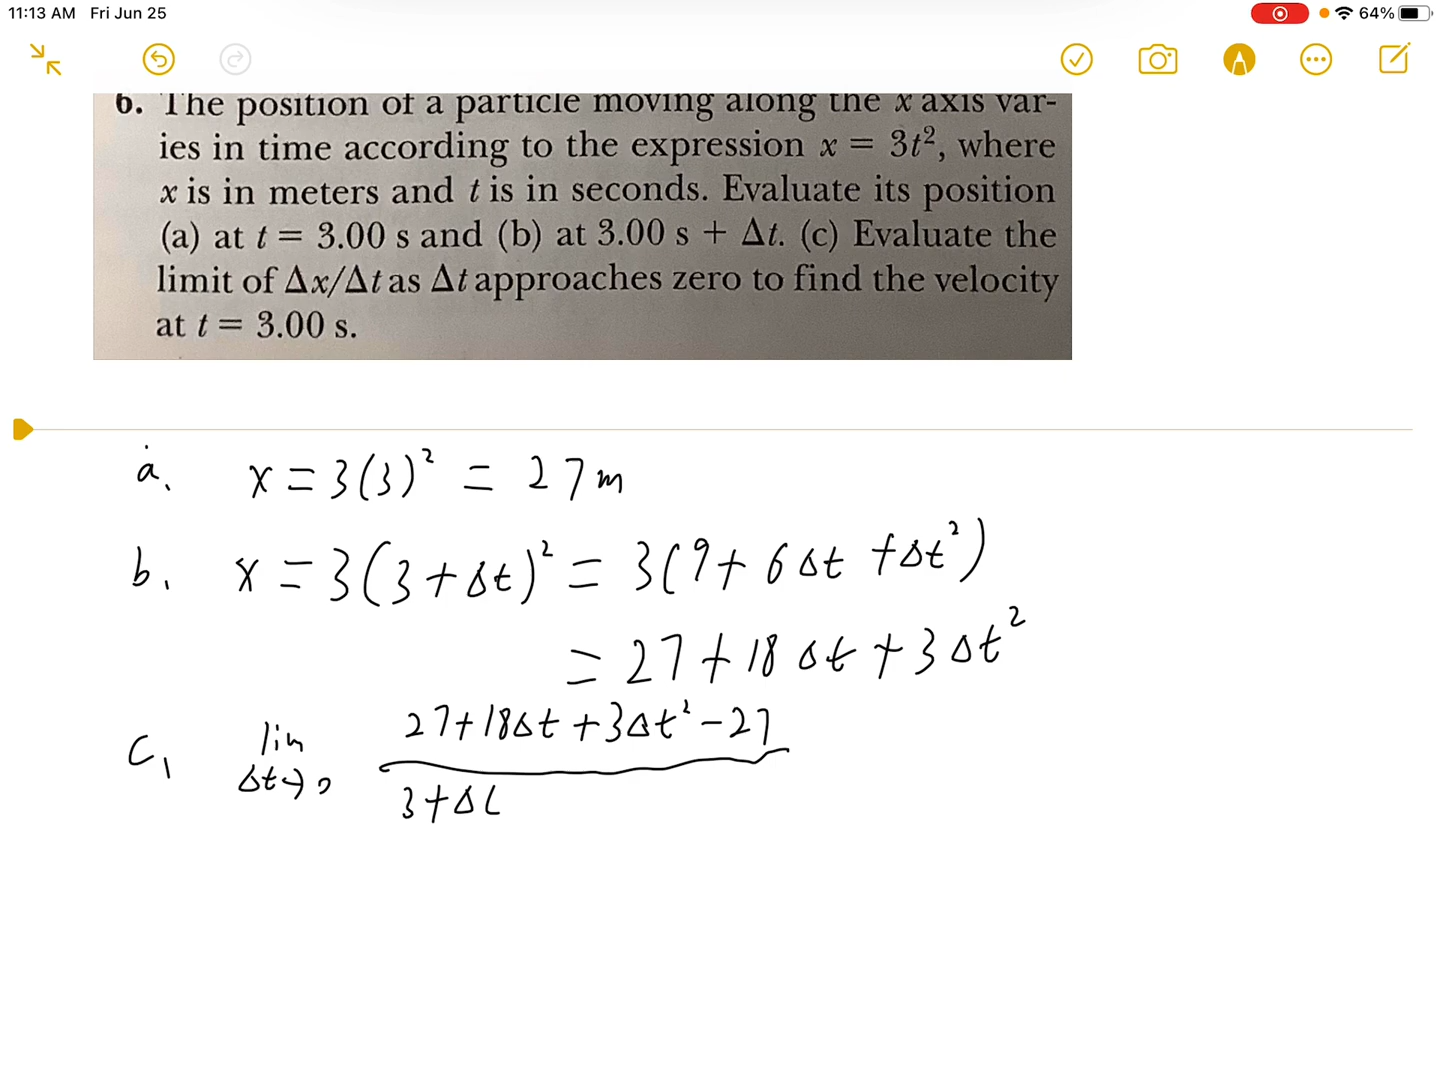 11:13 AM Fri Jun 25 64%
6. The position of a particle moving along the x axis var-
ies in time according to the expression x = 3t², where
x is in meters and t is in seconds. Evaluate its position
(a) at t = 3.00 s and (b) at 3.00 s + Δt. (c) Evaluate the
limit of Δx/Δt as Δt approaches zero to find the velocity
at t = 3.00 s.
a. x = 3(3)² = 27m
b. x = 3(3+Δt)² = 3(9+6Δt+Δt²)
= 27+18Δt+3Δt²
c, lim Δt→0 27+18Δt+3Δt²-27
3+Δ